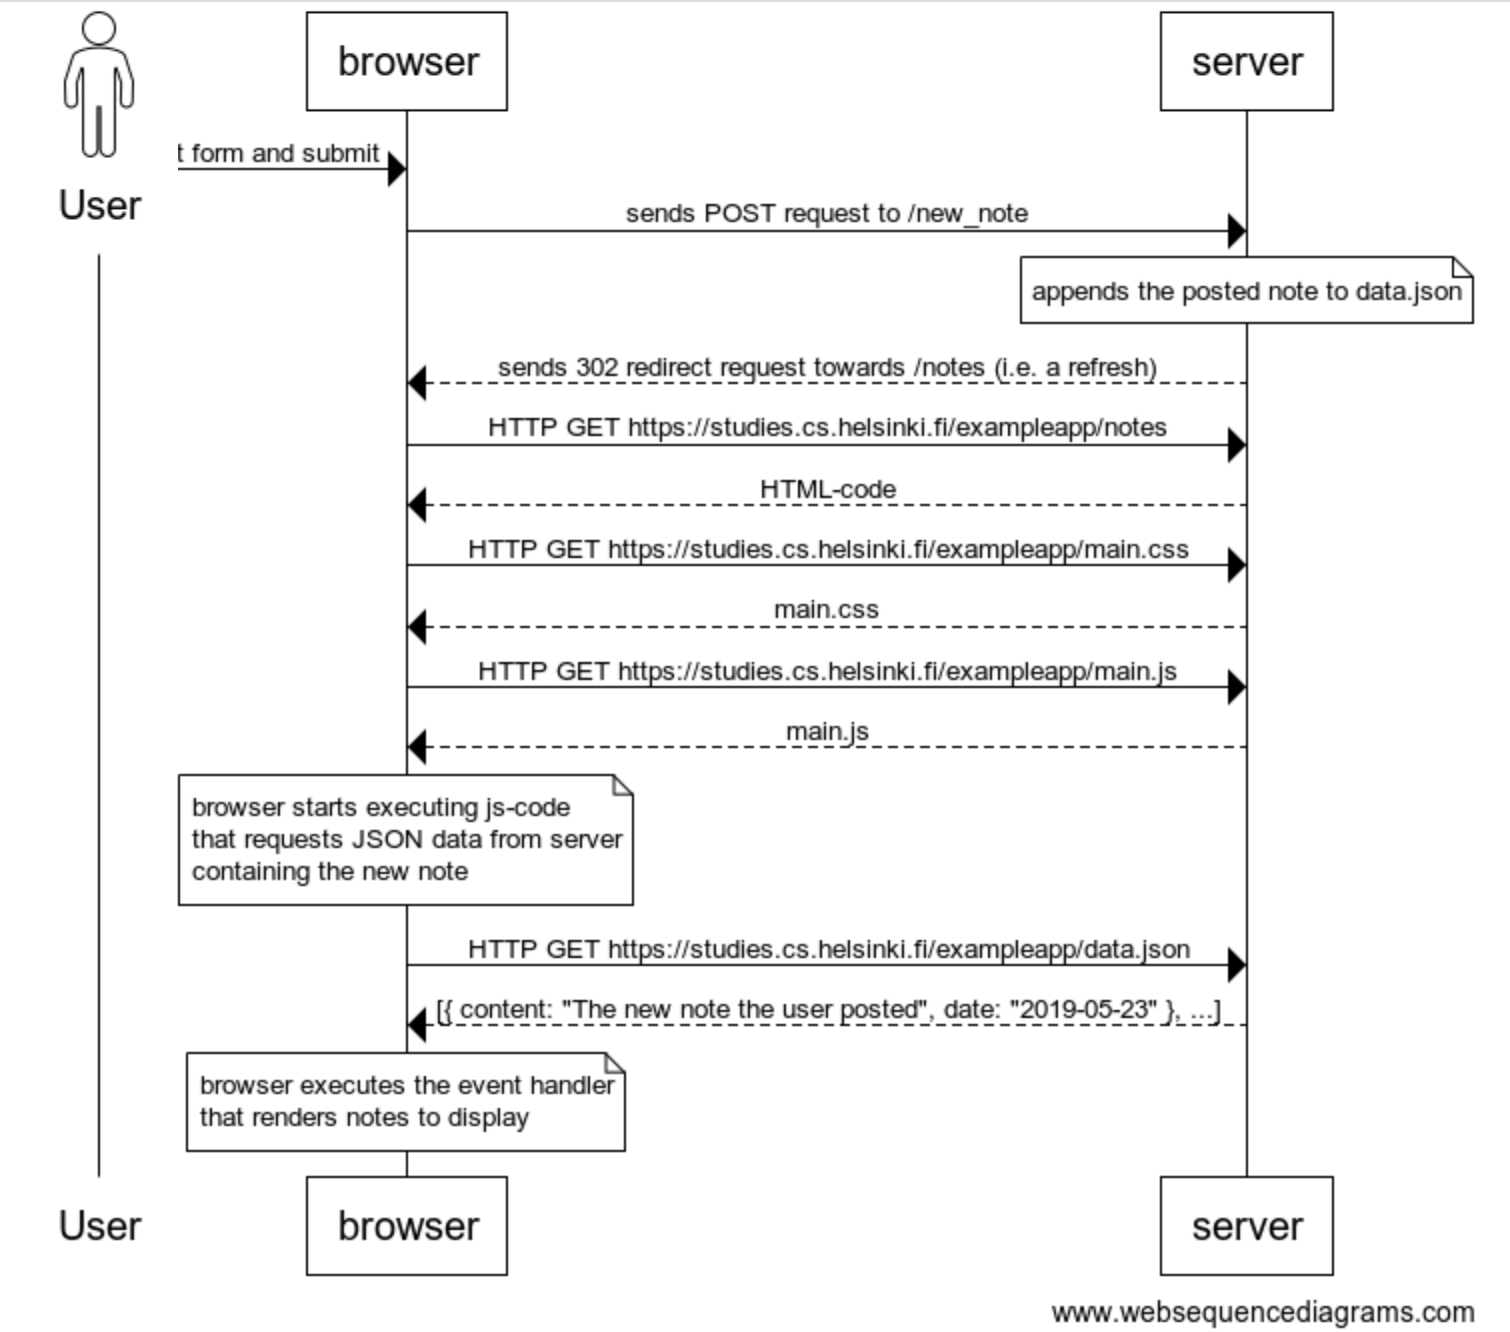 browser
server
User
form and submit
sends POST request to /new_note
appends the posted note to data.json
sends 302 redirect request towards /notes (i.e. a refresh)
HTTP GET https://studies.cs.helsinki.fi/exampleapp/notes
HTML-code
HTTP GET https://studies.cs.helsinki.fi/exampleapp/main.css
main.css
HTTP GET https://studies.cs.helsinki.fi/exampleapp/main.js
main.js
browser starts executing js-code
that requests JSON data from server
containing the new note
HTTP GET https://studies.cs.helsinki.fi/exampleapp/data.json
[{ content: "The new note the user posted", date: "2019-05-23" }, ...]
browser executes the event handler
that renders notes to display
User
browser
server
www.websequencediagrams.com